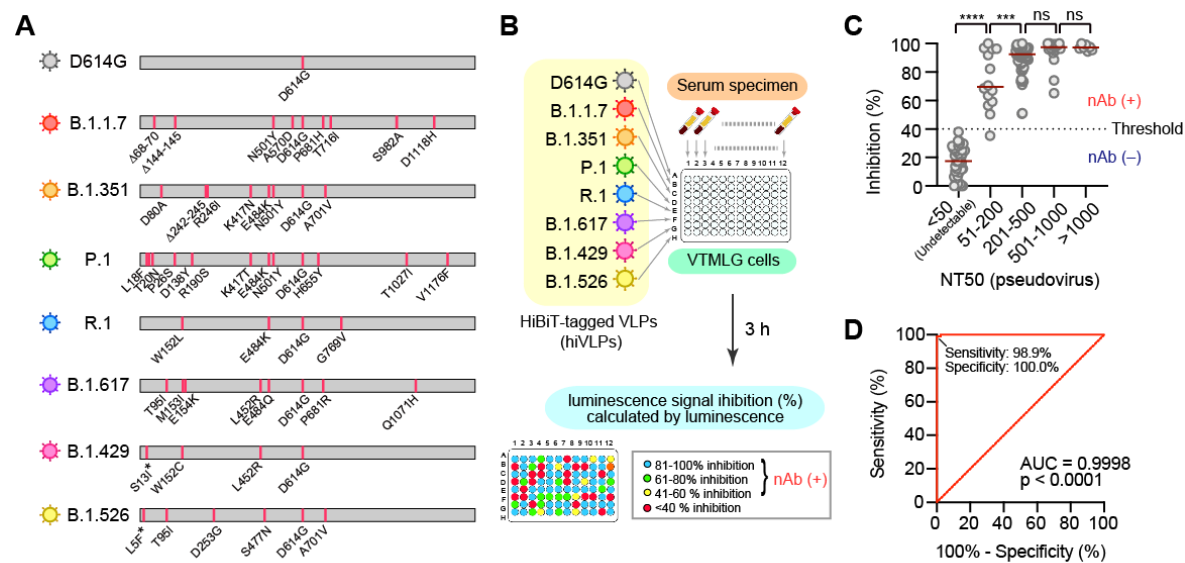 A
D614G
D614G
B.1.1.7
Δ68-70
Δ144-145
N501Y
A570D
D614G
P681H
T716I
S982A
D1118H
B.1.351
D80A
Δ242-245
R246I
K417N
E484K
N501Y
D614G
A701V
P.1
L18F
T20N
P26S
D138Y
R190S
K417T
E484K
N501Y
D614G
H655Y
T1027I
V1176F
R.1
W152L
E484K
D614G
G769V
B.1.617
T95I
M153I
E154K
L452R
E484Q
D614G
P681R
Q1071H
B.1.429
S13I*
W152C
L452R
D614G
B.1.526
L5F*
T95I
D253G
S477N
D614G
A701V
B
D614G
B.1.1.7
B.1.351
P.1
R.1
B.1.617
B.1.429
B.1.526
HiBiT-tagged VLPs
(hiVLPs)
Serum specimen
1 2 3 4 5 6 7 8 9 10 11 12
A
B
C
D
E
F
G
H
VTMLG cells
3 h
luminescence signal ihibition (%)
calculated by luminescence
1 2 3 4 5 6 7 8 9 10 11 12
A
B
C
D
E
F
G
H
81-100% inhibition
61-80% inhibition
41-60 % inhibition
<40 % inhibition
} nAb (+)
C
**** *** ns ns
Inhibition (%)
100
80
60
40
20
0
nAb (+)
Threshold
nAb (–)
<50
(Undetectable)
51-200
201-500
501-1000
>1000
NT50 (pseudovirus)
D
Sensitivity (%)
100
80
60
40
20
0
Sensitivity: 98.9%
Specificity: 100.0%
AUC = 0.9998
p < 0.0001
0 20 40 60 80 100
100% - Specificity (%)